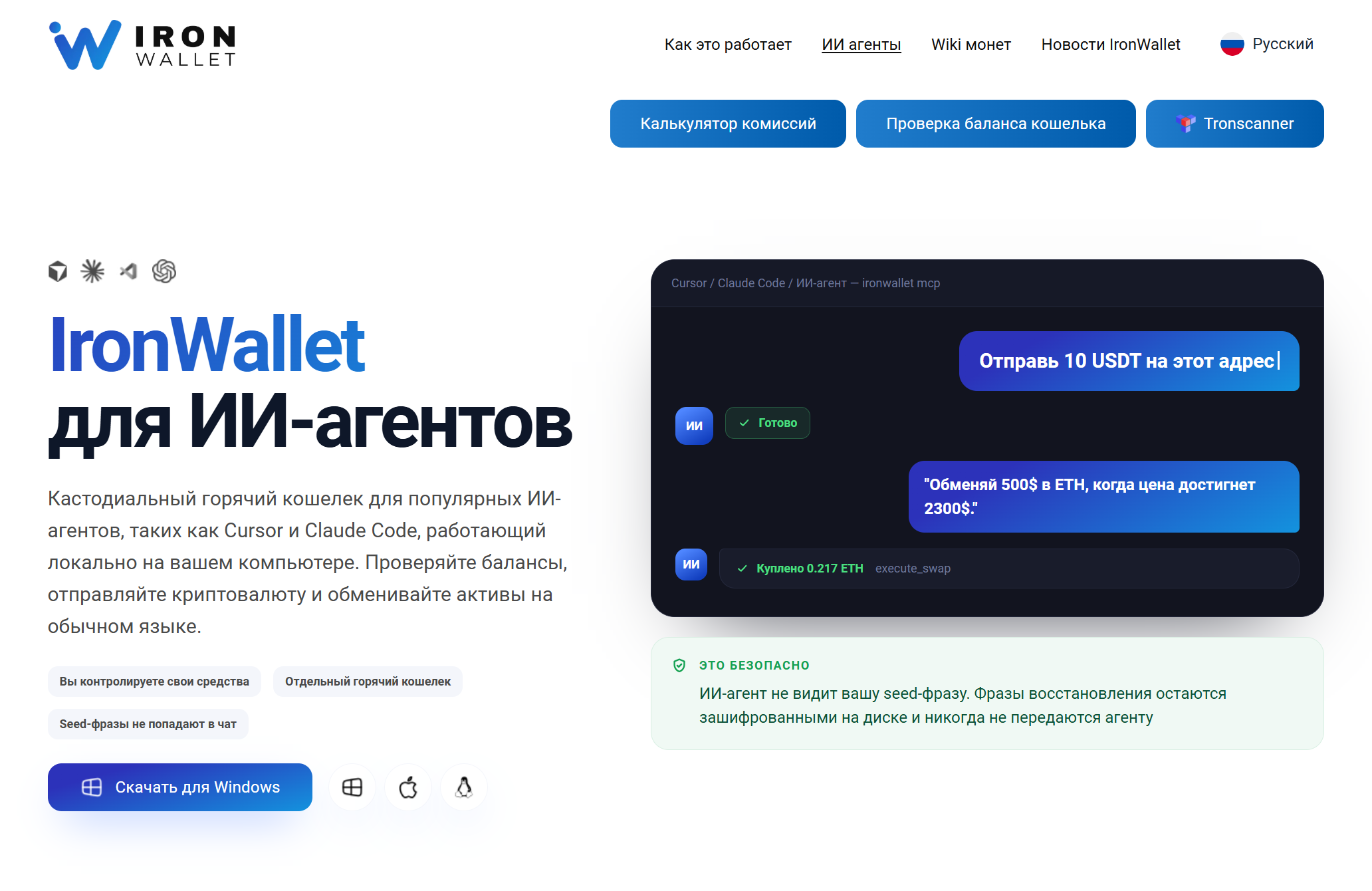 IRON
WALLET
Как это работает
ИИ агенты
Wiki монет
Новости IronWallet
Русский
Калькулятор комиссий
Проверка баланса кошелька
Tronscanner
IronWallet
для ИИ-агентов
Кастодиальный горячий кошелек для популярных ИИ-
агентов, таких как Cursor и Claude Code, работающий
локально на вашем компьютере. Проверяйте балансы,
отправляйте криптовалюту и обменивайте активы на
обычном языке.
Вы контролируете свои средства
Отдельный горячий кошелек
Seed-фразы не попадают в чат
Скачать для Windows
Cursor / Claude Code / ИИ-агент — ironwallet mcp
Отправь 10 USDT на этот адрес|
ИИ
Готово
"Обменяй 500$ в ETH, когда цена достигнет
2300$."
ИИ
Куплено 0.217 ETH execute_swap
ЭТО БЕЗОПАСНО
ИИ-агент не видит вашу seed-фразу. Фразы восстановления остаются
зашифрованными на диске и никогда не передаются агенту